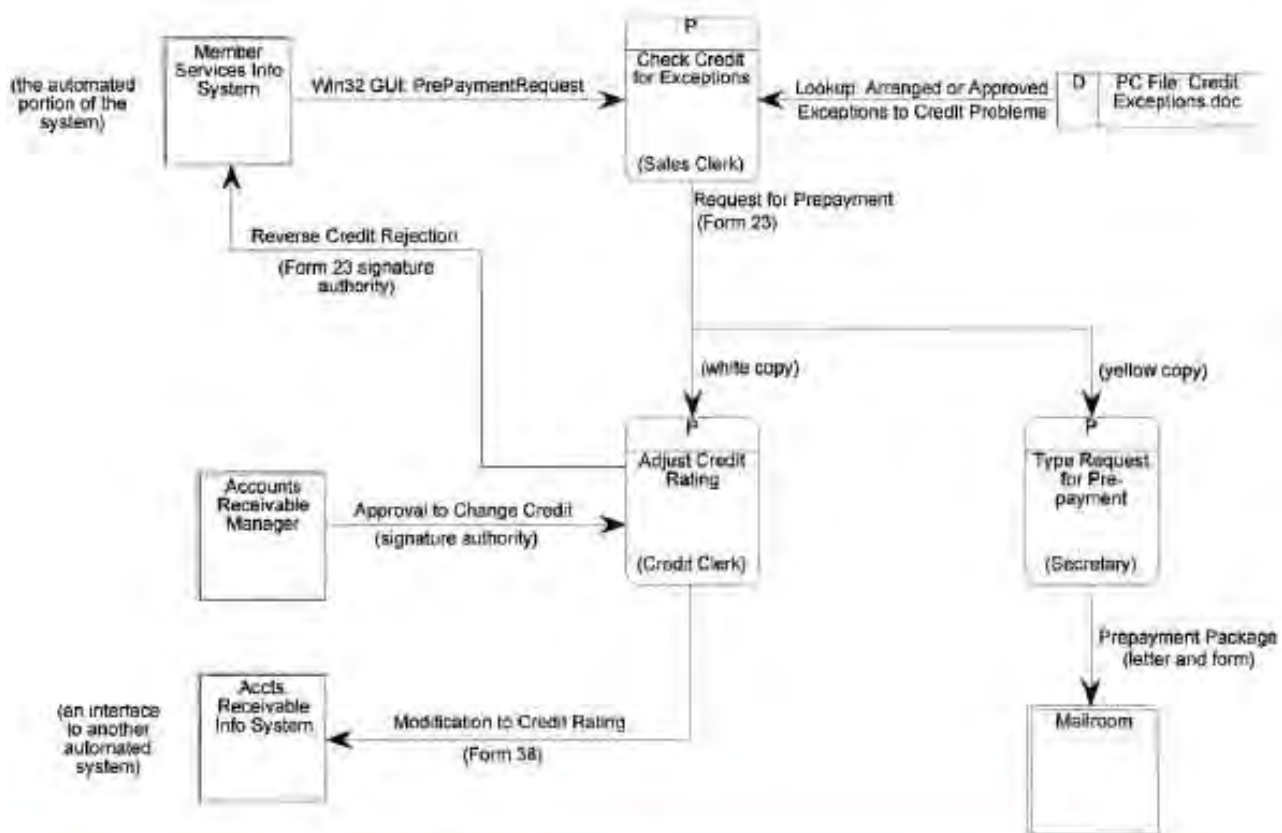 P
Member
Services Info
System
Check Credit
for Exceptions
(the automated
portion of the
system)
Win32 GUI: PrePaymentRequest
Lookup: Arranged or Approved
Exceptions to Credit Problems
D
PC File: Credit
Exceptions.doc
(Sales Clerk)
Request for Prepayment
(Form 23)
Reverse Credit Rejection
(Form 23 signature
authority)
(white copy)
(yellow copy)
P
Adjust Credit
Rating
(Credit Clerk)
P
Type Request
for Pre-
payment
(Secretary)
Accounts
Receivable
Manager
Approval to Change Credit
(signature authority)
Prepayment Package
(letter and form)
Accts.
Receivable
Info System
(an interface
to another
automated
system)
Modification to Credit Rating
(Form 38)
Mailroom